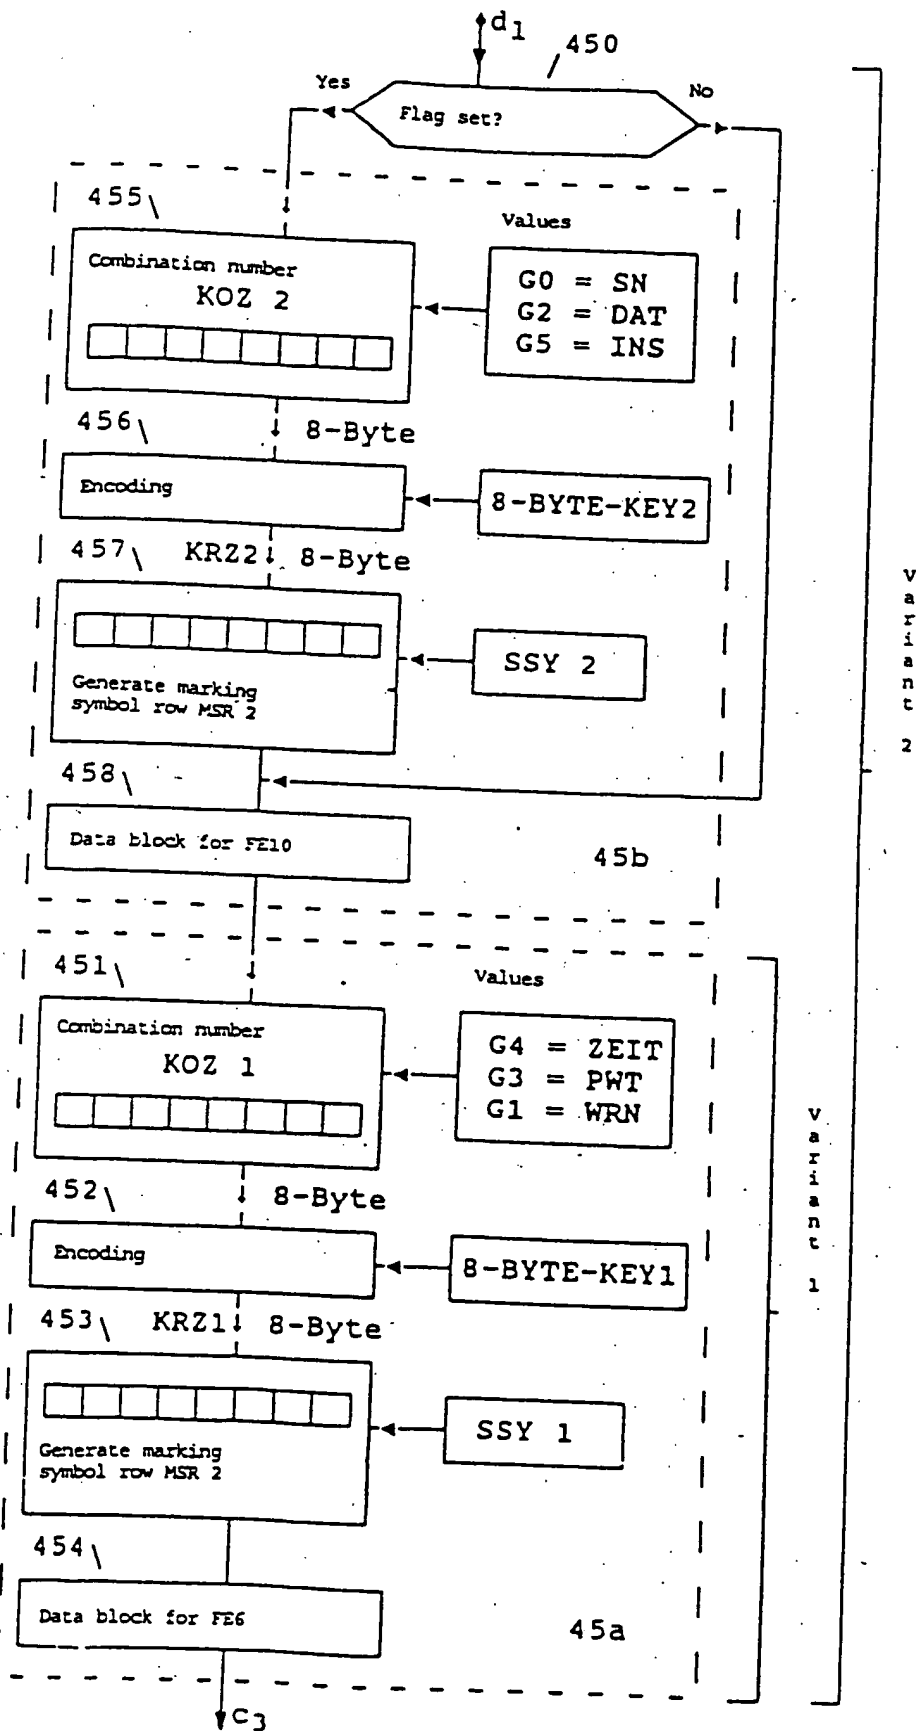 d1
450
Yes
No
Flag set?
455
Values
Combination number
KOZ 2
G0 = SN
G2 = DAT
G5 = INS
456
8-Byte
Encoding
8-BYTE-KEY2
457
KRZ2
8-Byte
SSY 2
Generate marking
symbol row MSR 2
458
Data block for FE10
45b
Variant 2
451
Values
Combination number
KOZ 1
G4 = ZEIT
G3 = PWT
G1 = WRN
452
8-Byte
Encoding
8-BYTE-KEY1
453
KRZ1
8-Byte
SSY 1
Generate marking
symbol row MSR 2
454
Data block for FE6
45a
Variant 1
c3